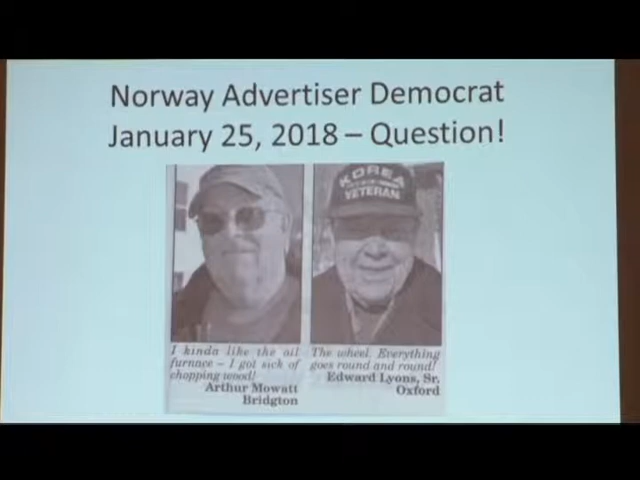 Norway Advertiser Democrat
January 25, 2018 – Question!
KOREA
VETERAN
I kinda like the oil
furnace – I got sick of
chopping wood!
Arthur Mowatt
Bridgton
The wheel. Everything
goes round and round!
Edward Lyons, Sr.
Oxford